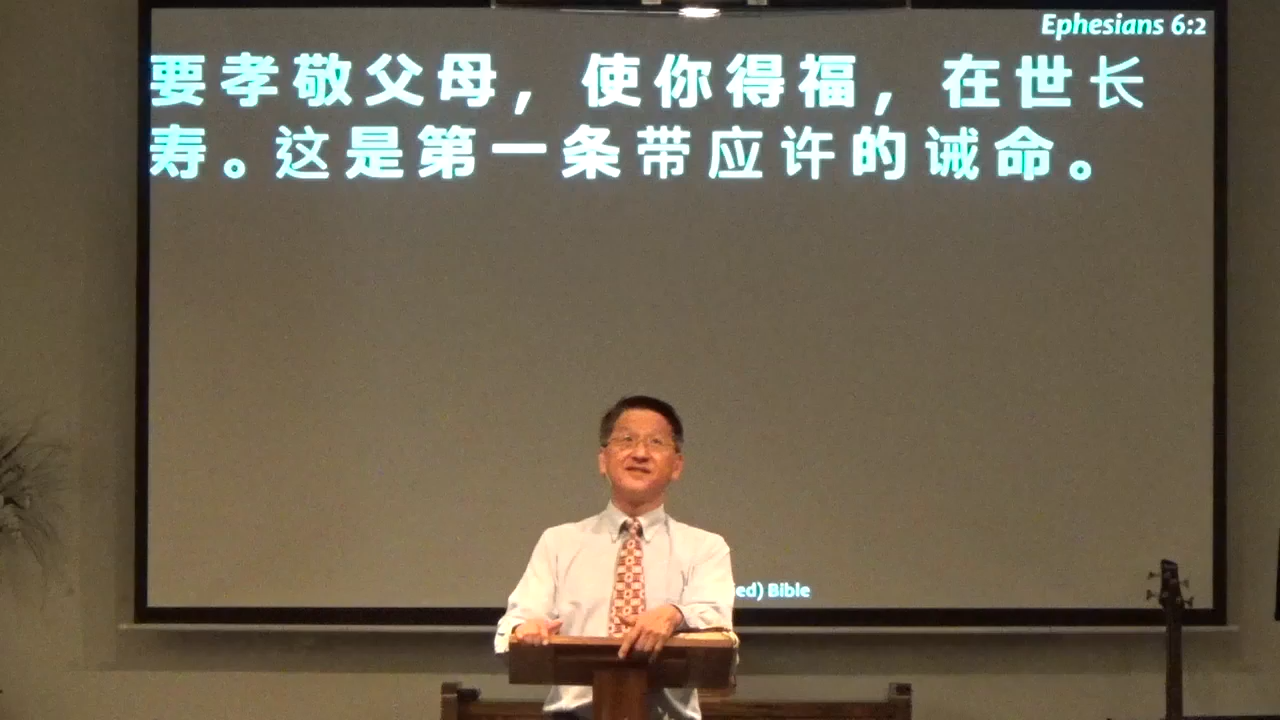 Ephesians 6:2
要孝敬父母，使你得福，在世长
寿。这是第一条带应许的诫命。
ed) Bible